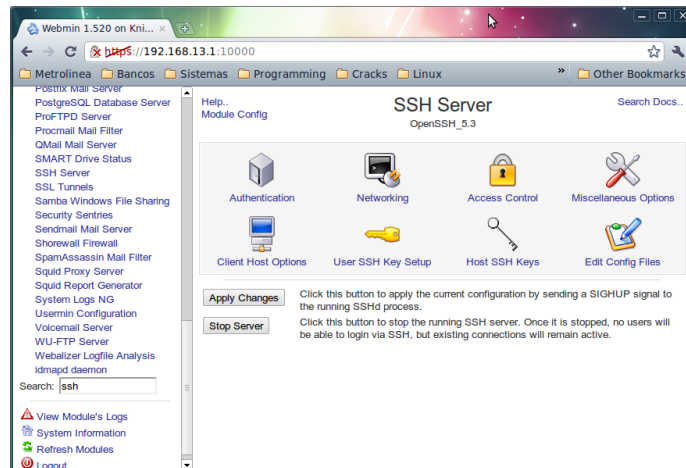 Webmin 1.520 on Kni...
https://192.168.13.1:10000
Metrolinea Bancos Sistemas Programming Cracks Linux » Other Bookmarks
Postfix Mail Server
PostgreSQL Database Server
ProFTPD Server
Procmail Mail Filter
QMail Mail Server
SMART Drive Status
SSH Server
SSL Tunnels
Samba Windows File Sharing
Security Sentries
Sendmail Mail Server
Shorewall Firewall
SpamAssassin Mail Filter
Squid Proxy Server
Squid Report Generator
System Logs NG
Usermin Configuration
Voicemail Server
WU-FTP Server
Webalizer Logfile Analysis
idmapd daemon
Search: ssh
View Module's Logs
System Information
Refresh Modules
Logout
Help..
Module Config
SSH Server
OpenSSH_5.3
Search Docs..
Authentication
Networking
Access Control
Miscellaneous Options
Client Host Options
User SSH Key Setup
Host SSH Keys
Edit Config Files
Apply Changes
Click this button to apply the current configuration by sending a SIGHUP signal to
the running SSHd process.
Stop Server
Click this button to stop the running SSH server. Once it is stopped, no users will
be able to login via SSH, but existing connections will remain active.